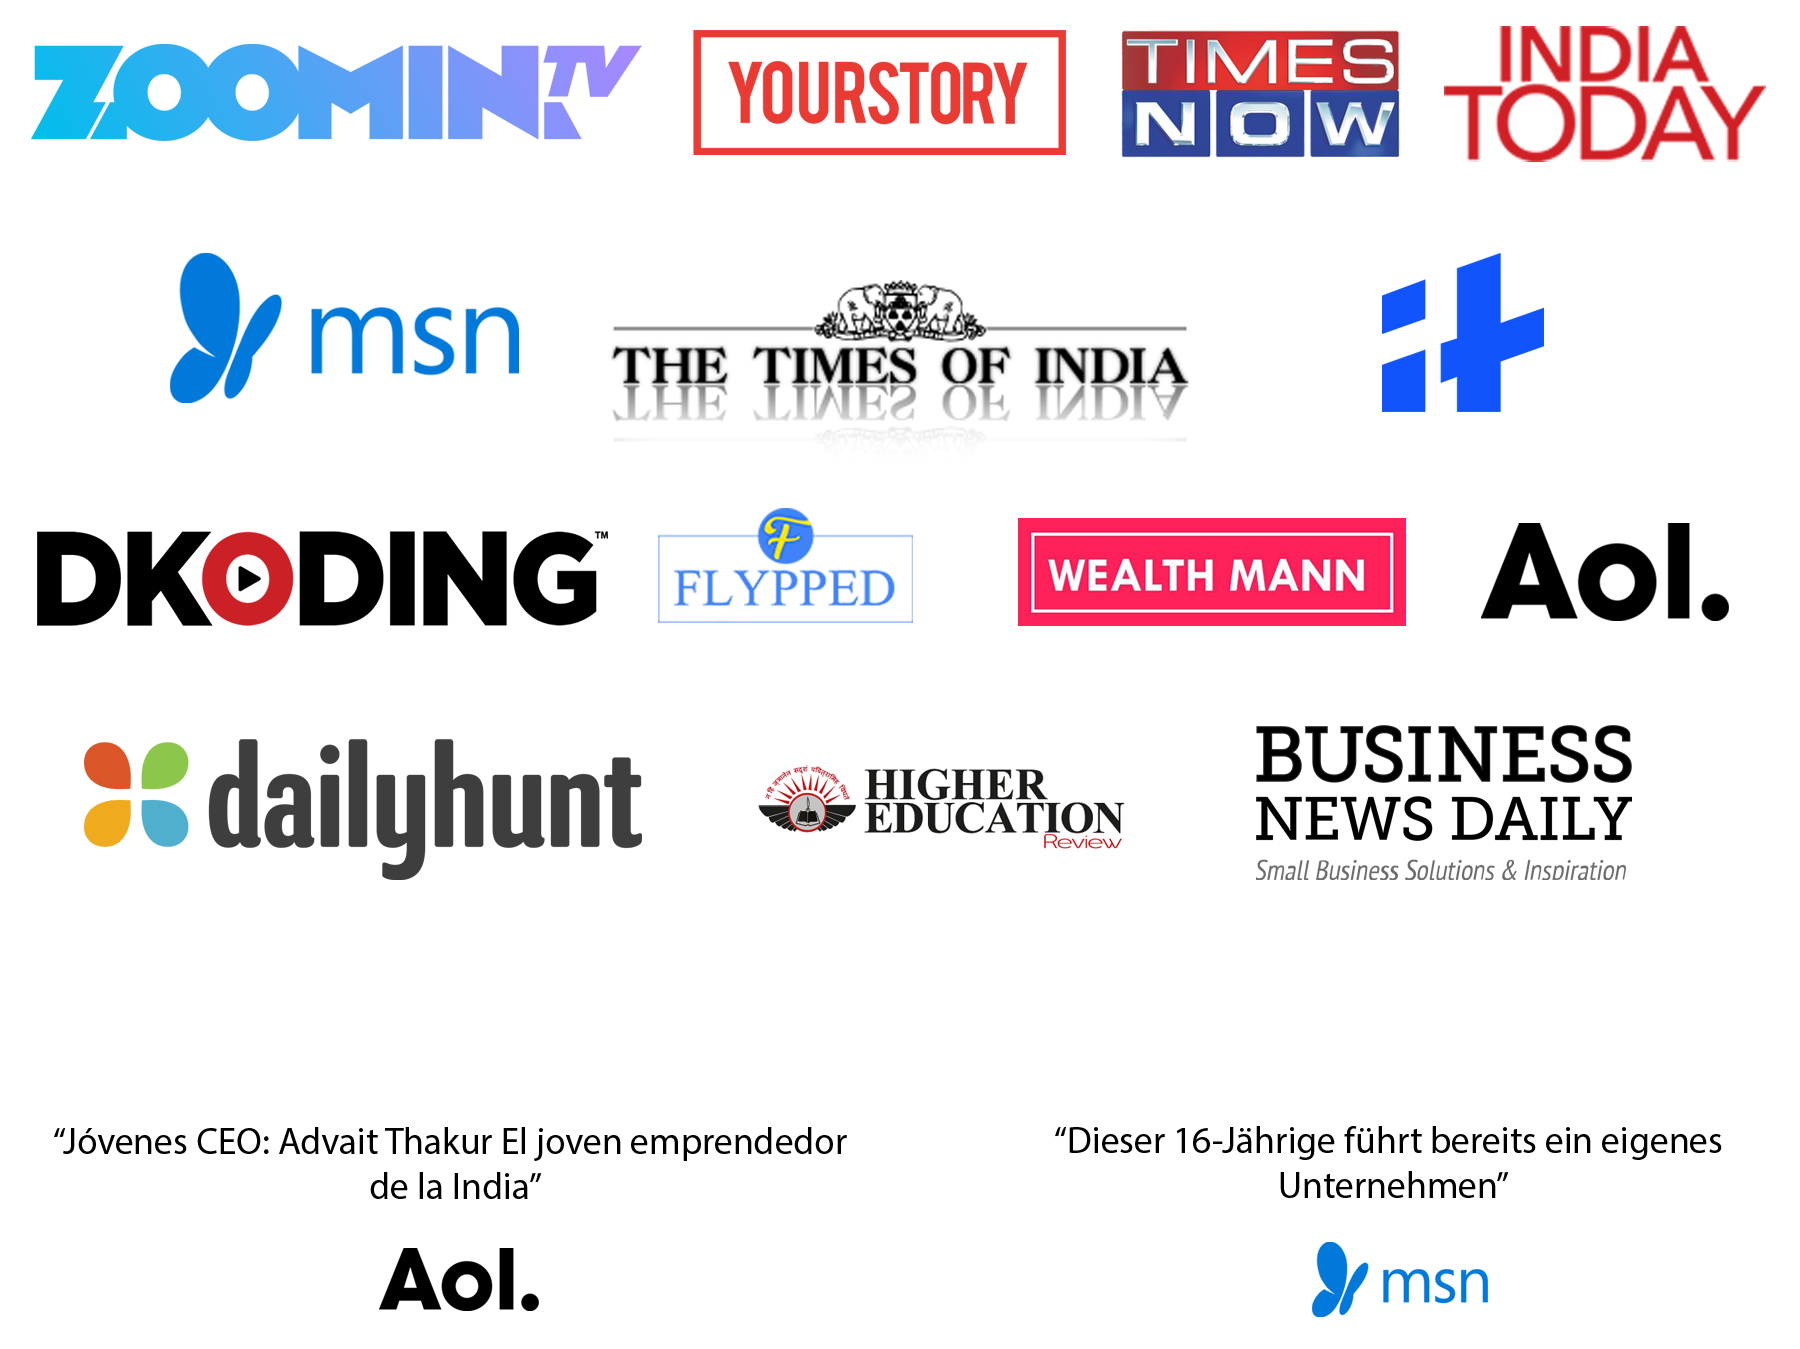 ZOOMIN.TV
YOURSTORY
TIMES
NOW
INDIA
TODAY
msn
THE TIMES OF INDIA
it
DKODING™
F
FLYPPED
WEALTH MANN
Aol.
dailyhunt
HIGHER
EDUCATION
Review
BUSINESS
NEWS DAILY
Small Business Solutions & Inspiration
“Jóvenes CEO: Advait Thakur El joven emprendedor
de la India”
Aol.
“Dieser 16-Jährige führt bereits ein eigenes
Unternehmen”
msn